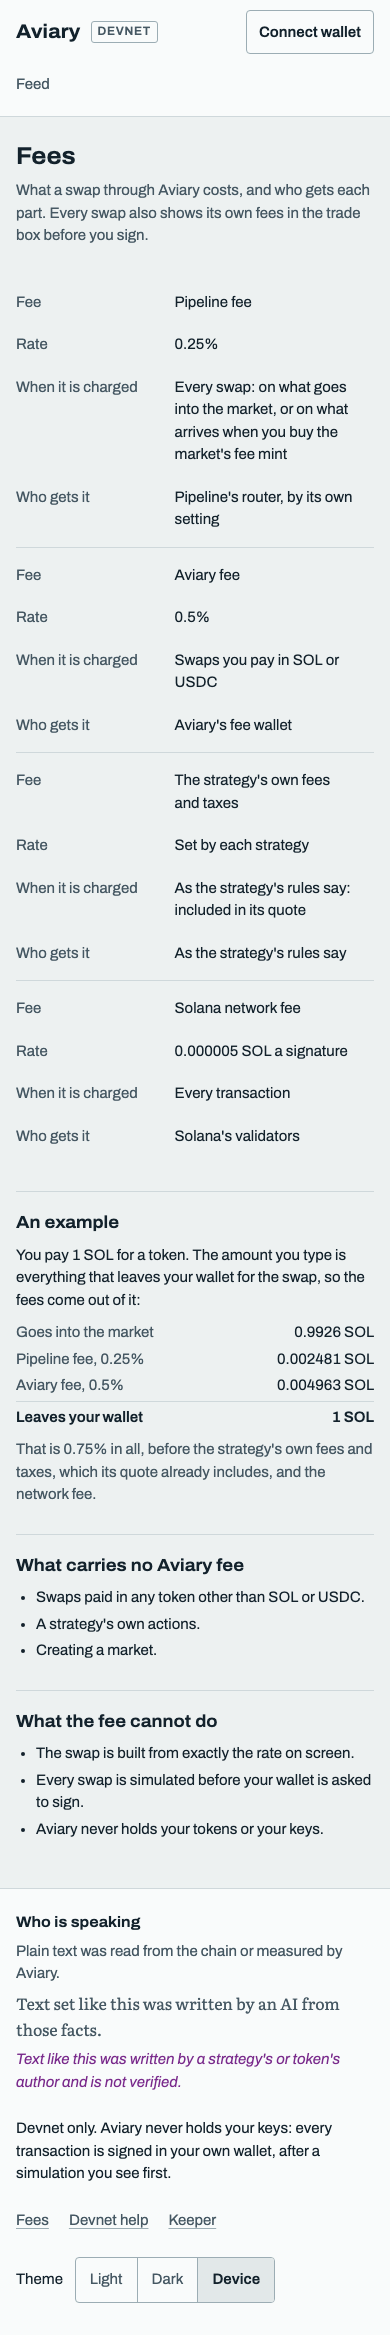 Aviary DEVNET Connect wallet
Feed
Fees
What a swap through Aviary costs, and who gets each
part. Every swap also shows its own fees in the trade
box before you sign.
Fee Pipeline fee
Rate 0.25%
When it is charged Every swap: on what goes
into the market, or on what
arrives when you buy the
market's fee mint
Who gets it Pipeline's router, by its own
setting
Fee Aviary fee
Rate 0.5%
When it is charged Swaps you pay in SOL or
USDC
Who gets it Aviary's fee wallet
Fee The strategy's own fees
and taxes
Rate Set by each strategy
When it is charged As the strategy's rules say:
included in its quote
Who gets it As the strategy's rules say
Fee Solana network fee
Rate 0.000005 SOL a signature
When it is charged Every transaction
Who gets it Solana's validators
An example
You pay 1 SOL for a token. The amount you type is
everything that leaves your wallet for the swap, so the
fees come out of it:
Goes into the market 0.9926 SOL
Pipeline fee, 0.25% 0.002481 SOL
Aviary fee, 0.5% 0.004963 SOL
Leaves your wallet 1 SOL
That is 0.75% in all, before the strategy's own fees and
taxes, which its quote already includes, and the
network fee.
What carries no Aviary fee
• Swaps paid in any token other than SOL or USDC.
• A strategy's own actions.
• Creating a market.
What the fee cannot do
• The swap is built from exactly the rate on screen.
• Every swap is simulated before your wallet is asked
to sign.
• Aviary never holds your tokens or your keys.
Who is speaking
Plain text was read from the chain or measured by
Aviary.
Text set like this was written by an AI from
those facts.
Text like this was written by a strategy's or token's
author and is not verified.
Devnet only. Aviary never holds your keys: every
transaction is signed in your own wallet, after a
simulation you see first.
Fees Devnet help Keeper
Theme Light Dark Device